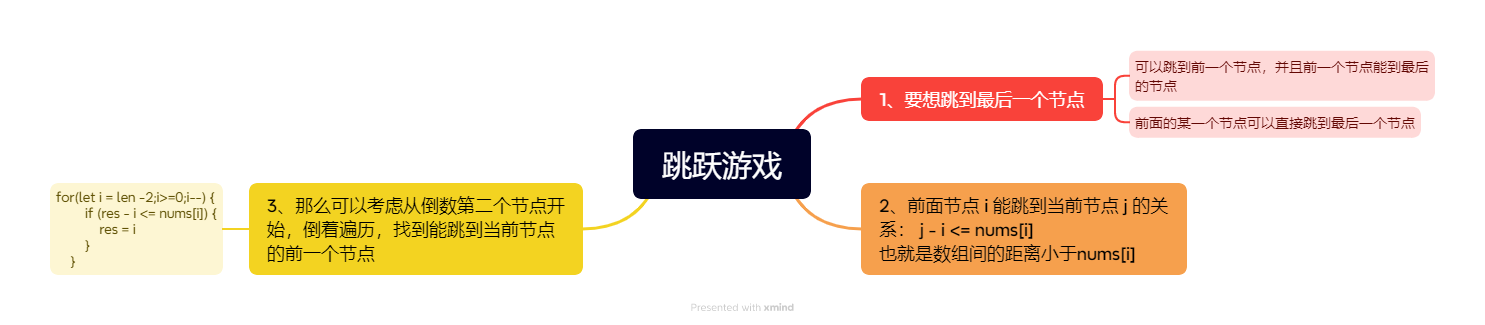 跳跃游戏
1、要想跳到最后一个节点
可以跳到前一个节点，并且前一个节点能到最后
的节点
前面的某一个节点可以直接跳到最后一个节点
2、前面节点 i 能跳到当前节点 j 的关
系： j - i <= nums[i]
也就是数组间的距离小于nums[i]
3、那么可以考虑从倒数第二个节点开
始，倒着遍历，找到能跳到当前节点
的前一个节点
for(let i = len -2;i>=0;i--) {
if (res - i <= nums[i]) {
res = i
}
}
Presented with xmind